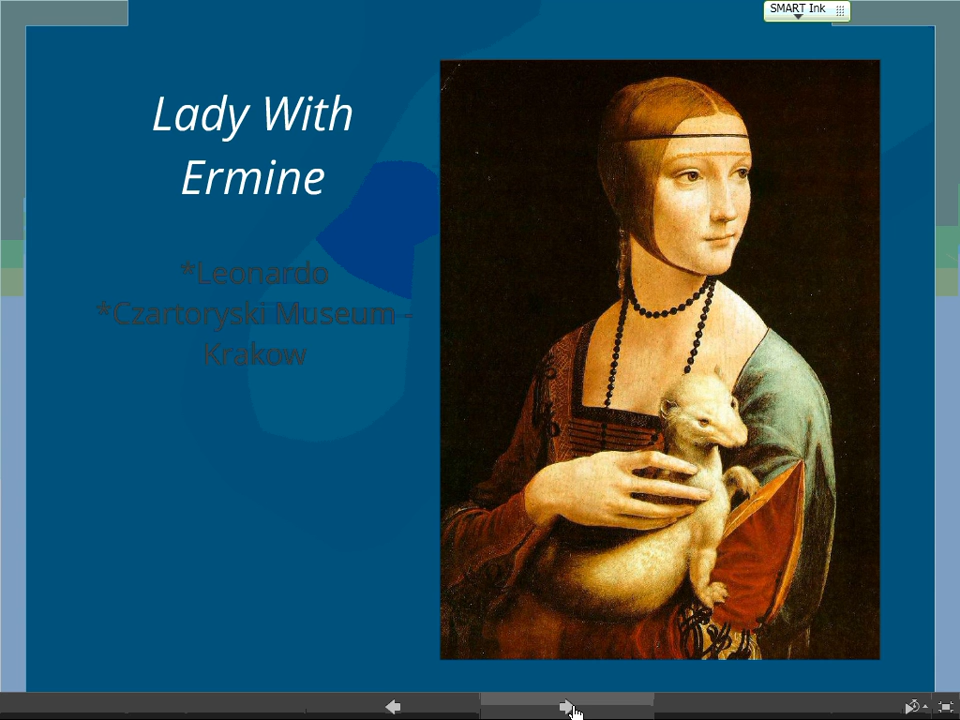 SMART Ink
Lady With
Ermine
*Leonardo
*Czartoryski Museum -
Krakow